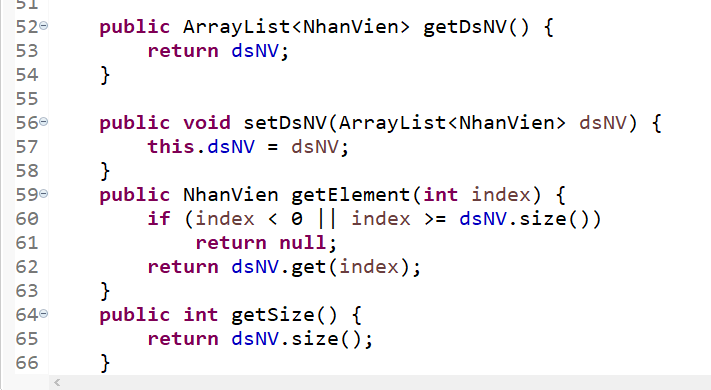 51
52 public ArrayList<NhanVien> getDsNV() {
53 return dsNV;
54 }
55
56 public void setDsNV(ArrayList<NhanVien> dsNV) {
57 this.dsNV = dsNV;
58 }
59 public NhanVien getElement(int index) {
60 if (index < 0 || index >= dsNV.size())
61 return null;
62 return dsNV.get(index);
63 }
64 public int getSize() {
65 return dsNV.size();
66 }